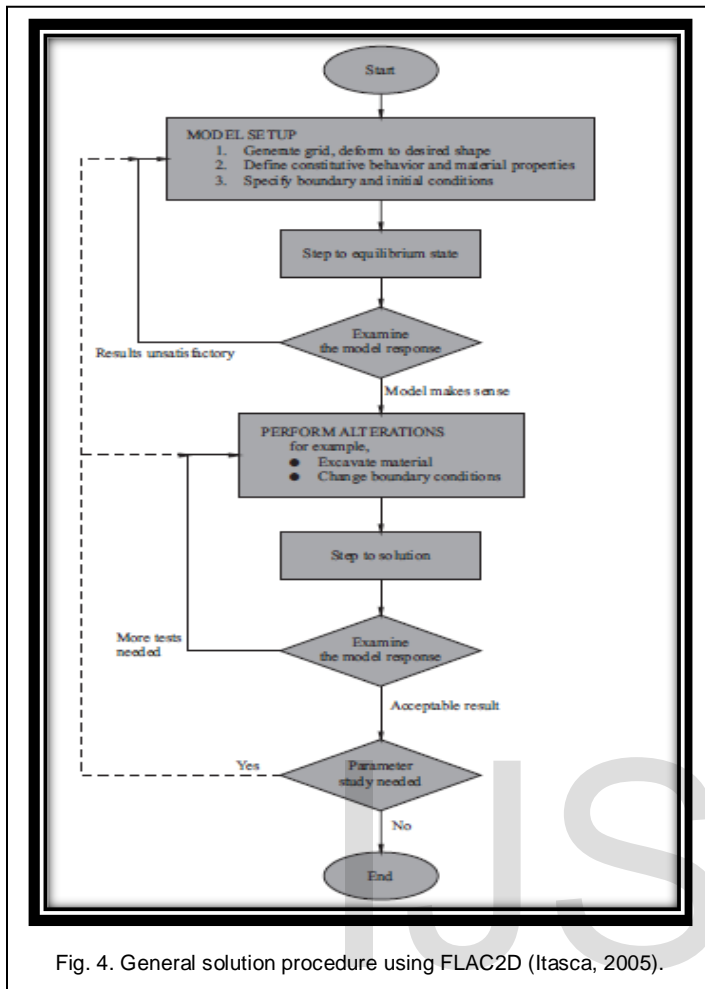 Start
MODEL SETUP
1. Generate grid, deform to desired shape
2. Define constitutive behavior and material properties
3. Specify boundary and initial conditions
Step to equilibrium state
Examine
the model response
Results unsatisfactory
Model makes sense
PERFORM ALTERATIONS
for example,
● Excavate material
● Change boundary conditions
Step to solution
More tests
needed
Examine
the model response
Acceptable result
Yes
Parameter
study needed
No
End
IJS
Fig. 4. General solution procedure using FLAC2D (Itasca, 2005).